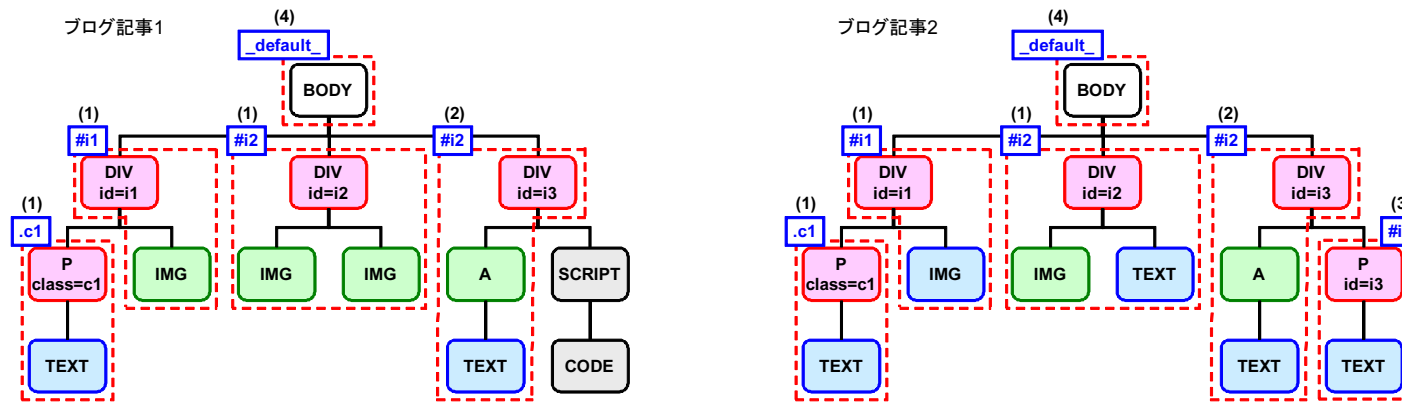 ブログ記事1
(4)
_default_
BODY
(1)
#i1
(1)
#i2
(2)
#i2
DIV
id=i1
DIV
id=i2
DIV
id=i3
(1)
.c1
P
class=c1
IMG
IMG
IMG
A
SCRIPT
TEXT
TEXT
CODE
ブログ記事2
(4)
_default_
BODY
(1)
#i1
(1)
#i2
(2)
#i2
DIV
id=i1
DIV
id=i2
DIV
id=i3
(1)
.c1
(3
#i
P
class=c1
IMG
IMG
TEXT
A
P
id=i3
TEXT
TEXT
TEXT